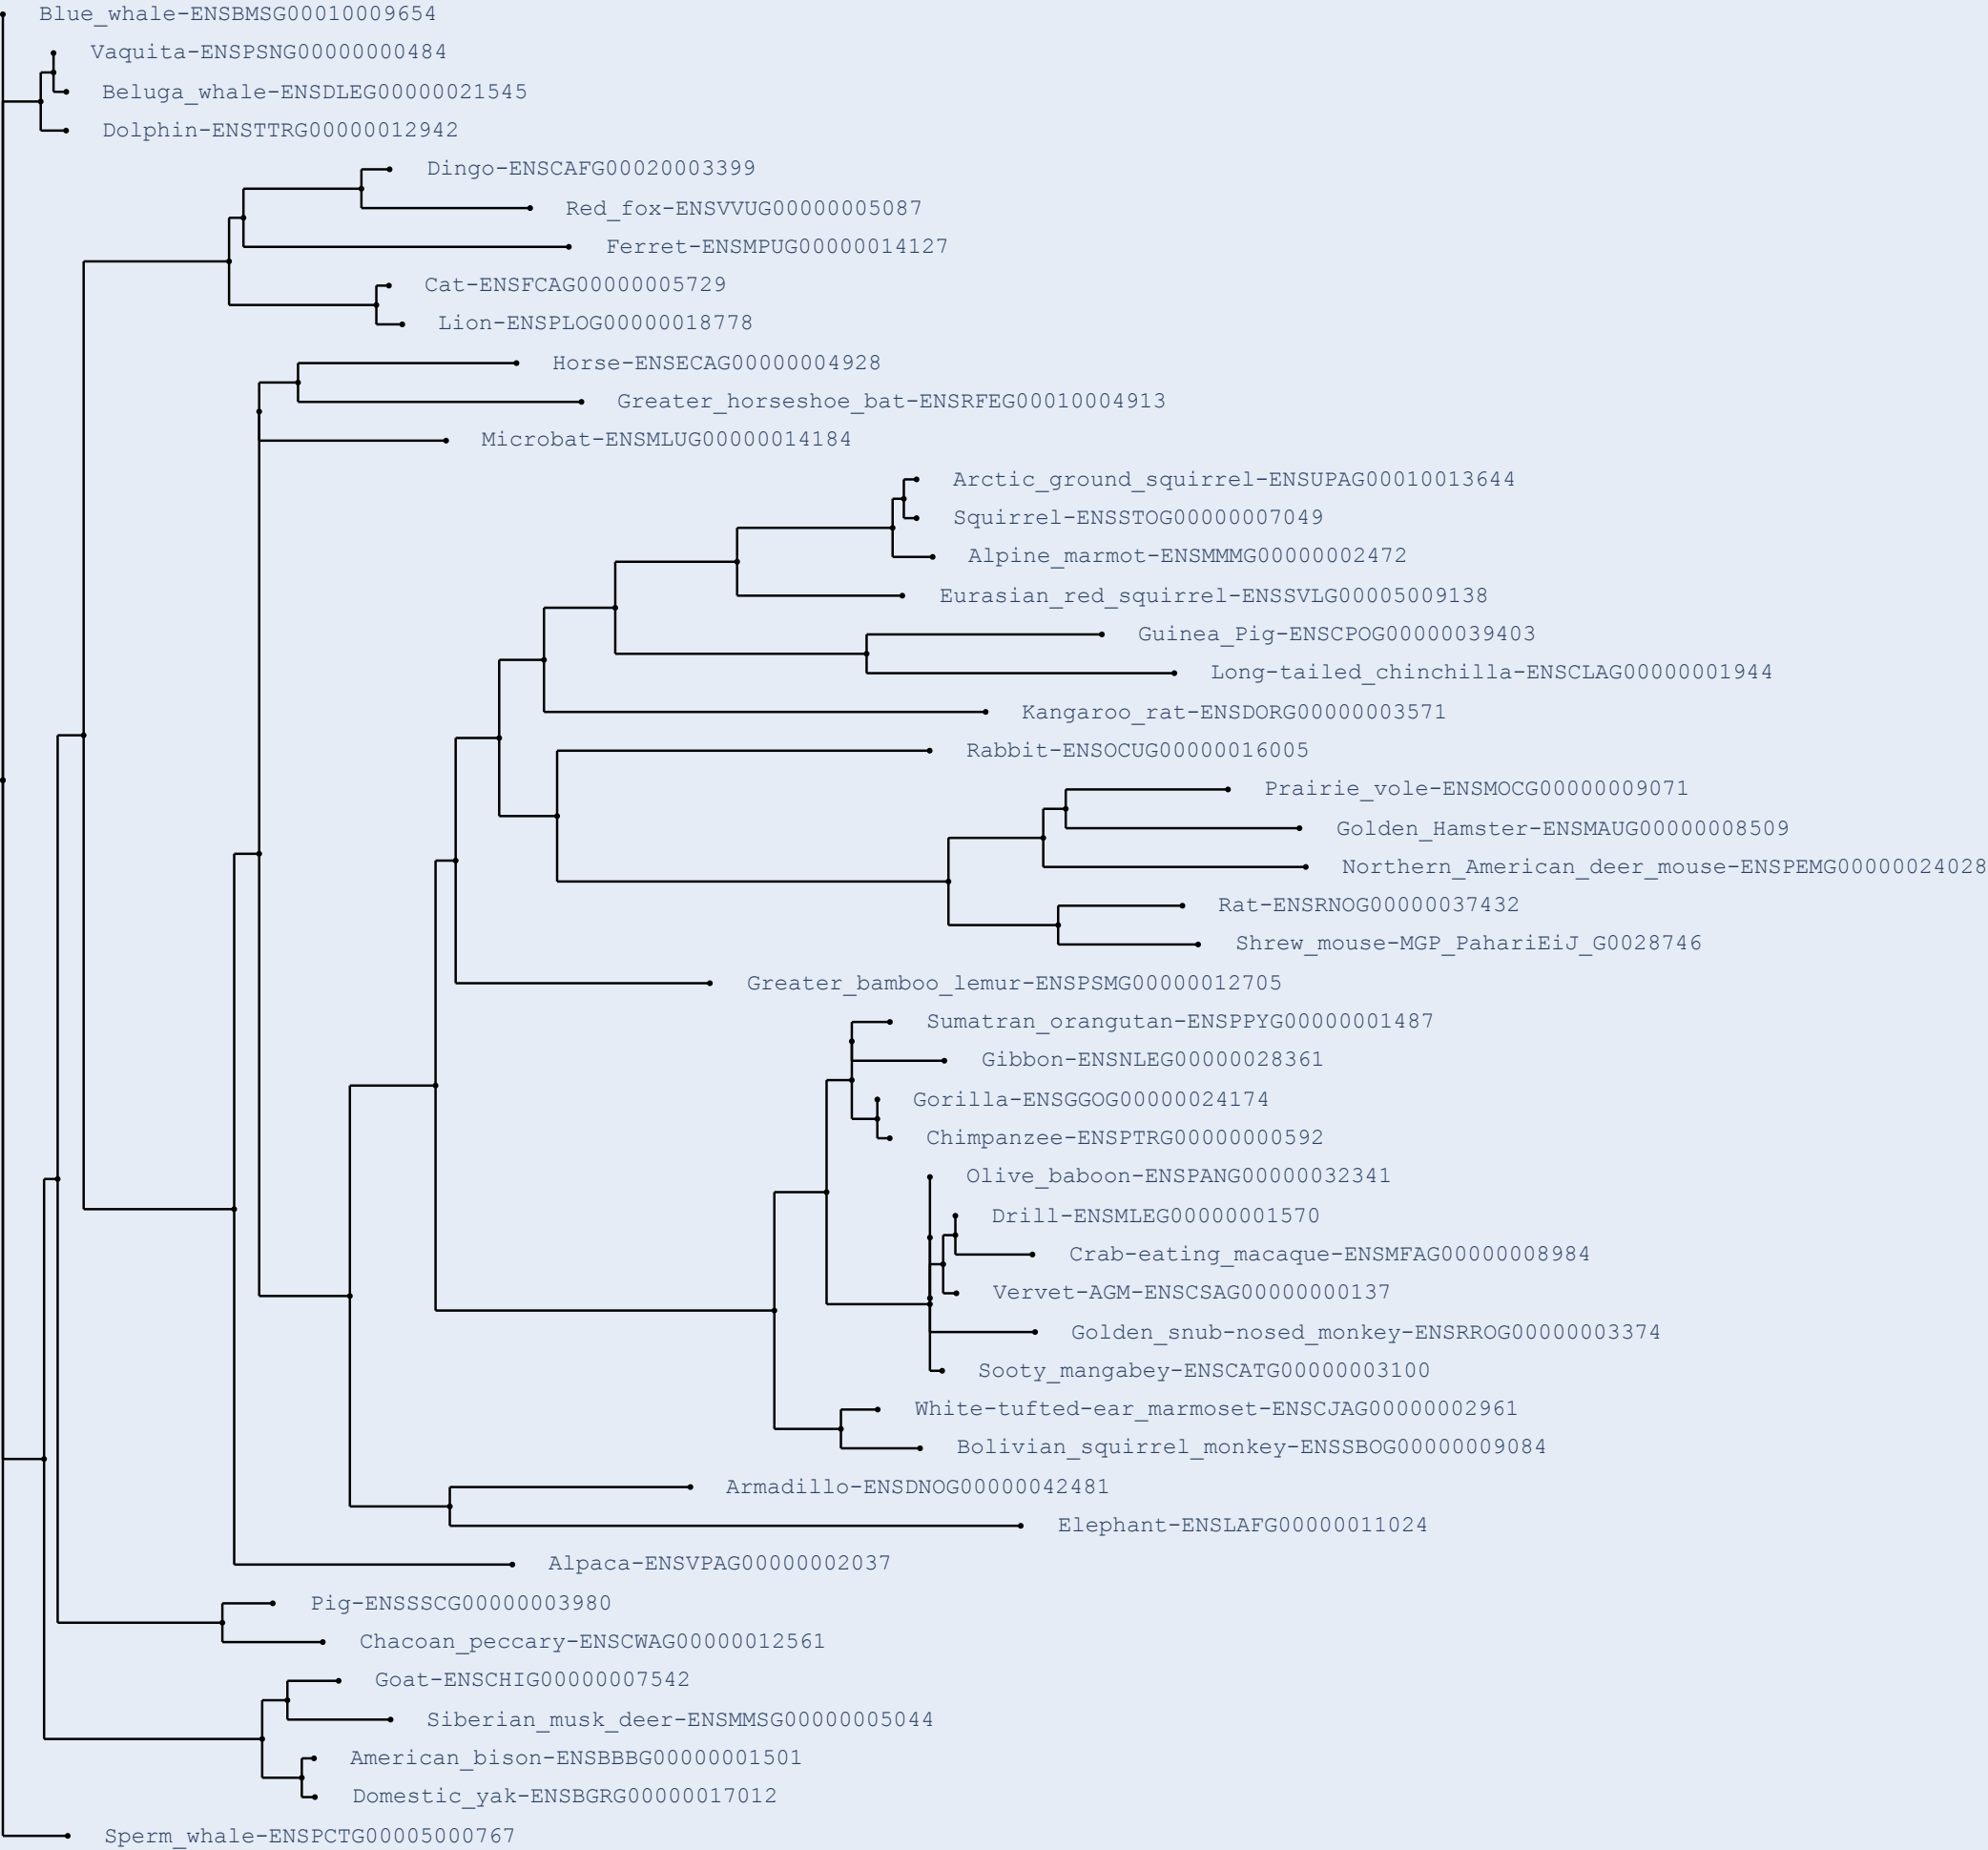 Blue_whale-ENSBMSG00010009654
Vaquita-ENSPSNG00000000484
Beluga_whale-ENSDLEG00000021545
Dolphin-ENSTTRG00000012942
Dingo-ENSCAFG00020003399
Red_fox-ENSVVUG00000005087
Ferret-ENSMPUG00000014127
Cat-ENSFCAG00000005729
Lion-ENSPLOG00000018778
Horse-ENSECAG00000004928
Greater_horseshoe_bat-ENSRFEG00010004913
Microbat-ENSMLUG00000014184
Arctic_ground_squirrel-ENSUPAG00010013644
Squirrel-ENSSTOG00000007049
Alpine_marmot-ENSMMMG00000002472
Eurasian_red_squirrel-ENSSVLG00005009138
Guinea_Pig-ENSCPOG00000039403
Long-tailed_chinchilla-ENSCLAG00000001944
Kangaroo_rat-ENSDORG00000003571
Rabbit-ENSOCUG00000016005
Prairie_vole-ENSMOCG00000009071
Golden_Hamster-ENSMAUG00000008509
Northern_American_deer_mouse-ENSPEMG00000024028
Rat-ENSRNOG00000037432
Shrew_mouse-MGP_PahariEiJ_G0028746
Greater_bamboo_lemur-ENSPSMG00000012705
Sumatran_orangutan-ENSPPYG00000001487
Gibbon-ENSNLEG00000028361
Gorilla-ENSGGOG00000024174
Chimpanzee-ENSPTRG00000000592
Olive_baboon-ENSPANG00000032341
Drill-ENSMLEG00000001570
Crab-eating_macaque-ENSMFAG00000008984
Vervet-AGM-ENSCSAG00000000137
Golden_snub-nosed_monkey-ENSRROG00000003374
Sooty_mangabey-ENSCATG00000003100
White-tufted-ear_marmoset-ENSCJAG00000002961
Bolivian_squirrel_monkey-ENSSBOG00000009084
Armadillo-ENSDNOG00000042481
Elephant-ENSLAFG00000011024
Alpaca-ENSVPAG00000002037
Pig-ENSSSCG00000003980
Chacoan_peccary-ENSCWAG00000012561
Goat-ENSCHIG00000007542
Siberian_musk_deer-ENSMMSG00000005044
American_bison-ENSBBBG00000001501
Domestic_yak-ENSBGRG00000017012
Sperm_whale-ENSPCTG00005000767